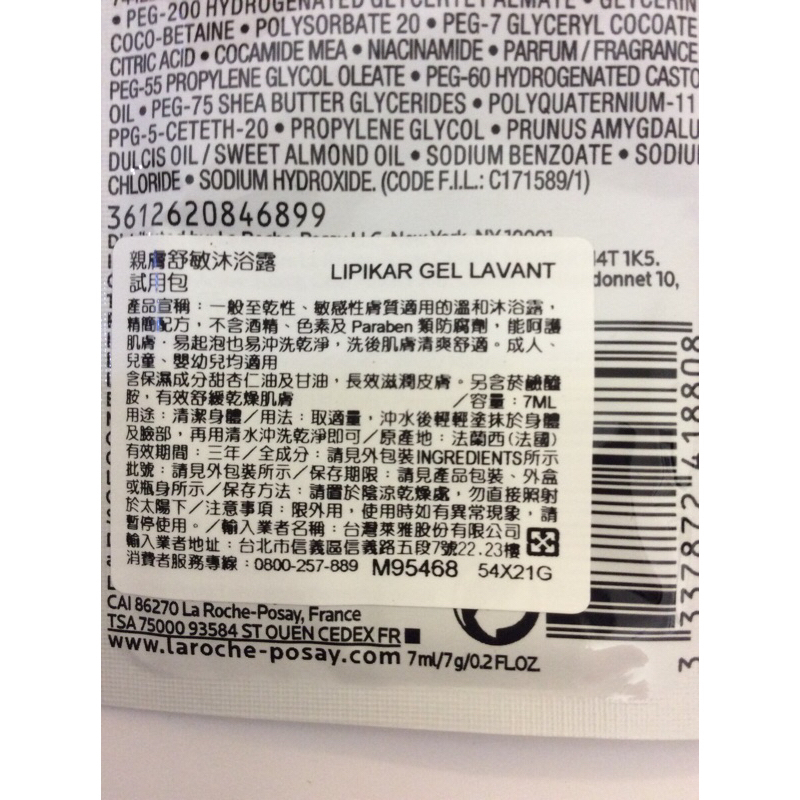 • PEG-200 HYDROGENATED GLYCERYL PALMATE • GLYCERIN
COCO-BETAINE • POLYSORBATE 20 • PEG-7 GLYCERYL COCOATE
CITRIC ACID • COCAMIDE MEA • NIACINAMIDE • PARFUM / FRAGRANCE
PEG-55 PROPYLENE GLYCOL OLEATE • PEG-60 HYDROGENATED CASTO
OIL • PEG-75 SHEA BUTTER GLYCERIDES • POLYQUATERNIUM-11
PPG-5-CETETH-20 • PROPYLENE GLYCOL • PRUNUS AMYGDALU
DULCIS OIL / SWEET ALMOND OIL • SODIUM BENZOATE • SODIU
CHLORIDE • SODIUM HYDROXIDE. (CODE F.I.L.: C171589/1)
3612620846899
4T 1K5.
donnet 10,
親膚舒敏沐浴露 LIPIKAR GEL LAVANT
試用包
產品宣稱：一般至乾性、敏感性膚質適用的溫和沐浴露，
精簡配方，不含酒精、色素及 Paraben 類防腐劑，能呵護
肌膚，易起泡也易沖洗乾淨，洗後肌膚清爽舒適。成人、
兒童、嬰幼兒均適用
含保濕成分甜杏仁油及甘油，長效滋潤皮膚。另含菸鹼醯
胺，有效舒緩乾燥肌膚 ／容量：7ML
用途：清潔身體／用法：取適量，沖水後輕輕塗抹於身體
及臉部，再用清水沖洗乾淨即可／原產地：法蘭西(法國)
有效期間：三年／全成分：請見外包裝INGREDIENTS所示
批號：請見外包裝所示／保存期限：請見產品包裝、外盒
或瓶身所示／保存方法：請置於陰涼乾燥處，勿直接照射
於太陽下／注意事項：限外用，使用時如有異常現象，請
暫停使用。／輸入業者名稱：台灣萊雅股份有限公司
輸入業者地址：台北市信義區信義路五段7號22.23樓
消費者服務專線：0800-257-889 M95468 54X21G
CAI 86270 La Roche-Posay, France
TSA 75000 93584 ST OUEN CEDEX FR
www.laroche-posay.com 7ml/7g/0.2 FL.OZ.
3 337872 418808